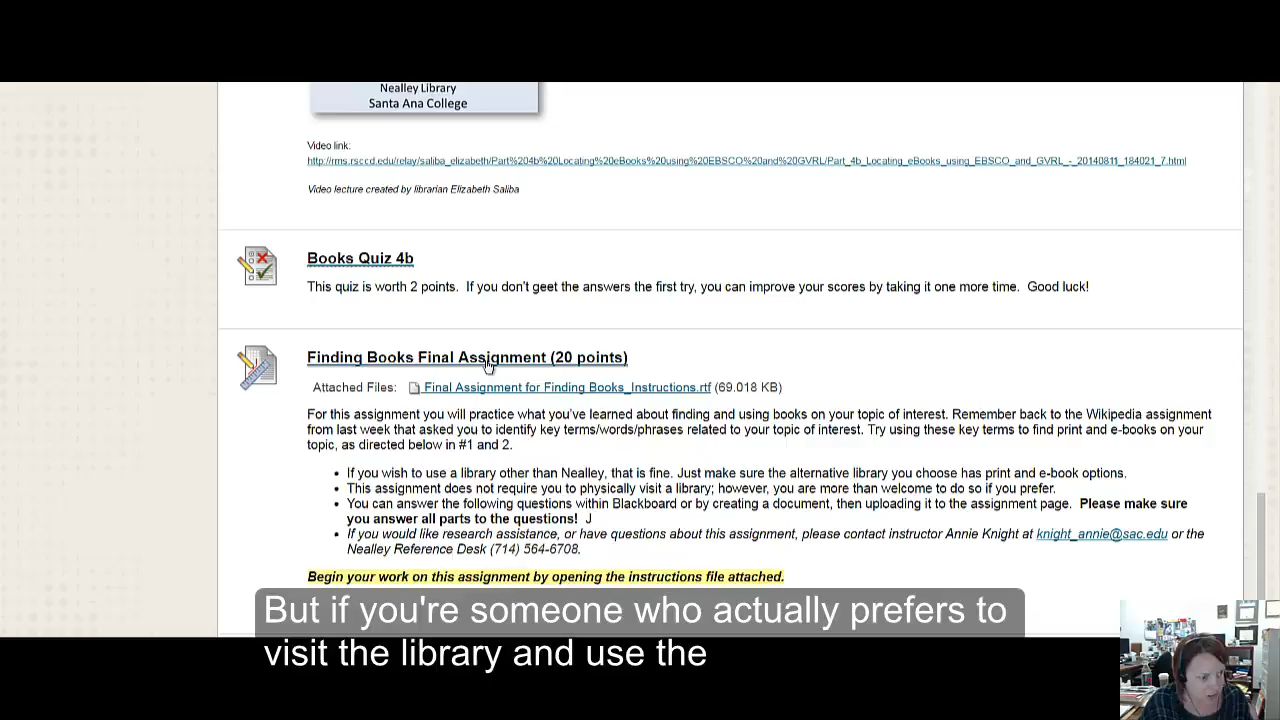 Nealley Library
Santa Ana College
Video link:
http://rms.rsccd.edu/relay/saliba_elizabeth/Part%204b%20Locating%20eBooks%20using%20EBSCO%20and%20GVRL/Part_4b_Locating_eBooks_using_EBSCO_and_GVRL_-_20140811_184021_7.html
Video lecture created by librarian Elizabeth Saliba
Books Quiz 4b
This quiz is worth 2 points. If you don't geet the answers the first try, you can improve your scores by taking it one more time. Good luck!
Finding Books Final Assignment (20 points)
Attached Files: Final Assignment for Finding Books_Instructions.rtf (69.018 KB)
For this assignment you will practice what you've learned about finding and using books on your topic of interest. Remember back to the Wikipedia assignment
from last week that asked you to identify key terms/words/phrases related to your topic of interest. Try using these key terms to find print and e-books on your
topic, as directed below in #1 and 2.
• If you wish to use a library other than Nealley, that is fine. Just make sure the alternative library you choose has print and e-book options.
• This assignment does not require you to physically visit a library; however, you are more than welcome to do so if you prefer.
• You can answer the following questions within Blackboard or by creating a document, then uploading it to the assignment page. Please make sure
you answer all parts to the questions! J
• If you would like research assistance, or have questions about this assignment, please contact instructor Annie Knight at knight_annie@sac.edu or the
Nealley Reference Desk (714) 564-6708.
Begin your work on this assignment by opening the instructions file attached.
But if you're someone who actually prefers to
visit the library and use the